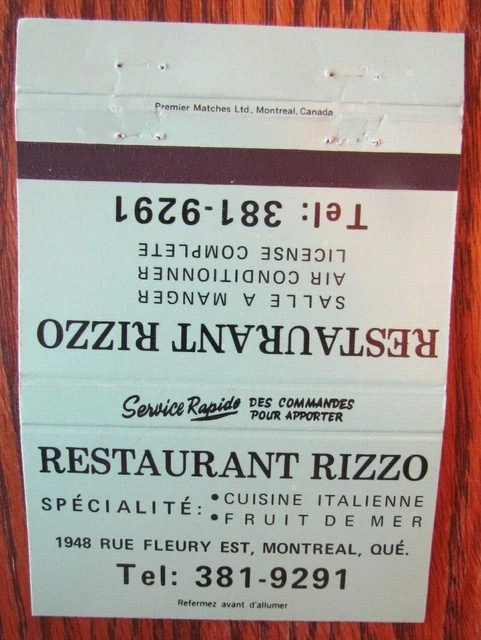 Premier Matches Ltd., Montreal, Canada
RESTAURANT RIZZO
SALLE A MANGER
AIR CONDITIONNER
LICENSE COMPLETE
Tel: 381-9291
Service Rapide DES COMMANDES POUR APPORTER
RESTAURANT RIZZO
SPÉCIALITÉ: • CUISINE ITALIENNE
• FRUIT DE MER
1948 RUE FLEURY EST, MONTREAL, QUÉ.
Tel: 381-9291
Refermez avant d'allumer